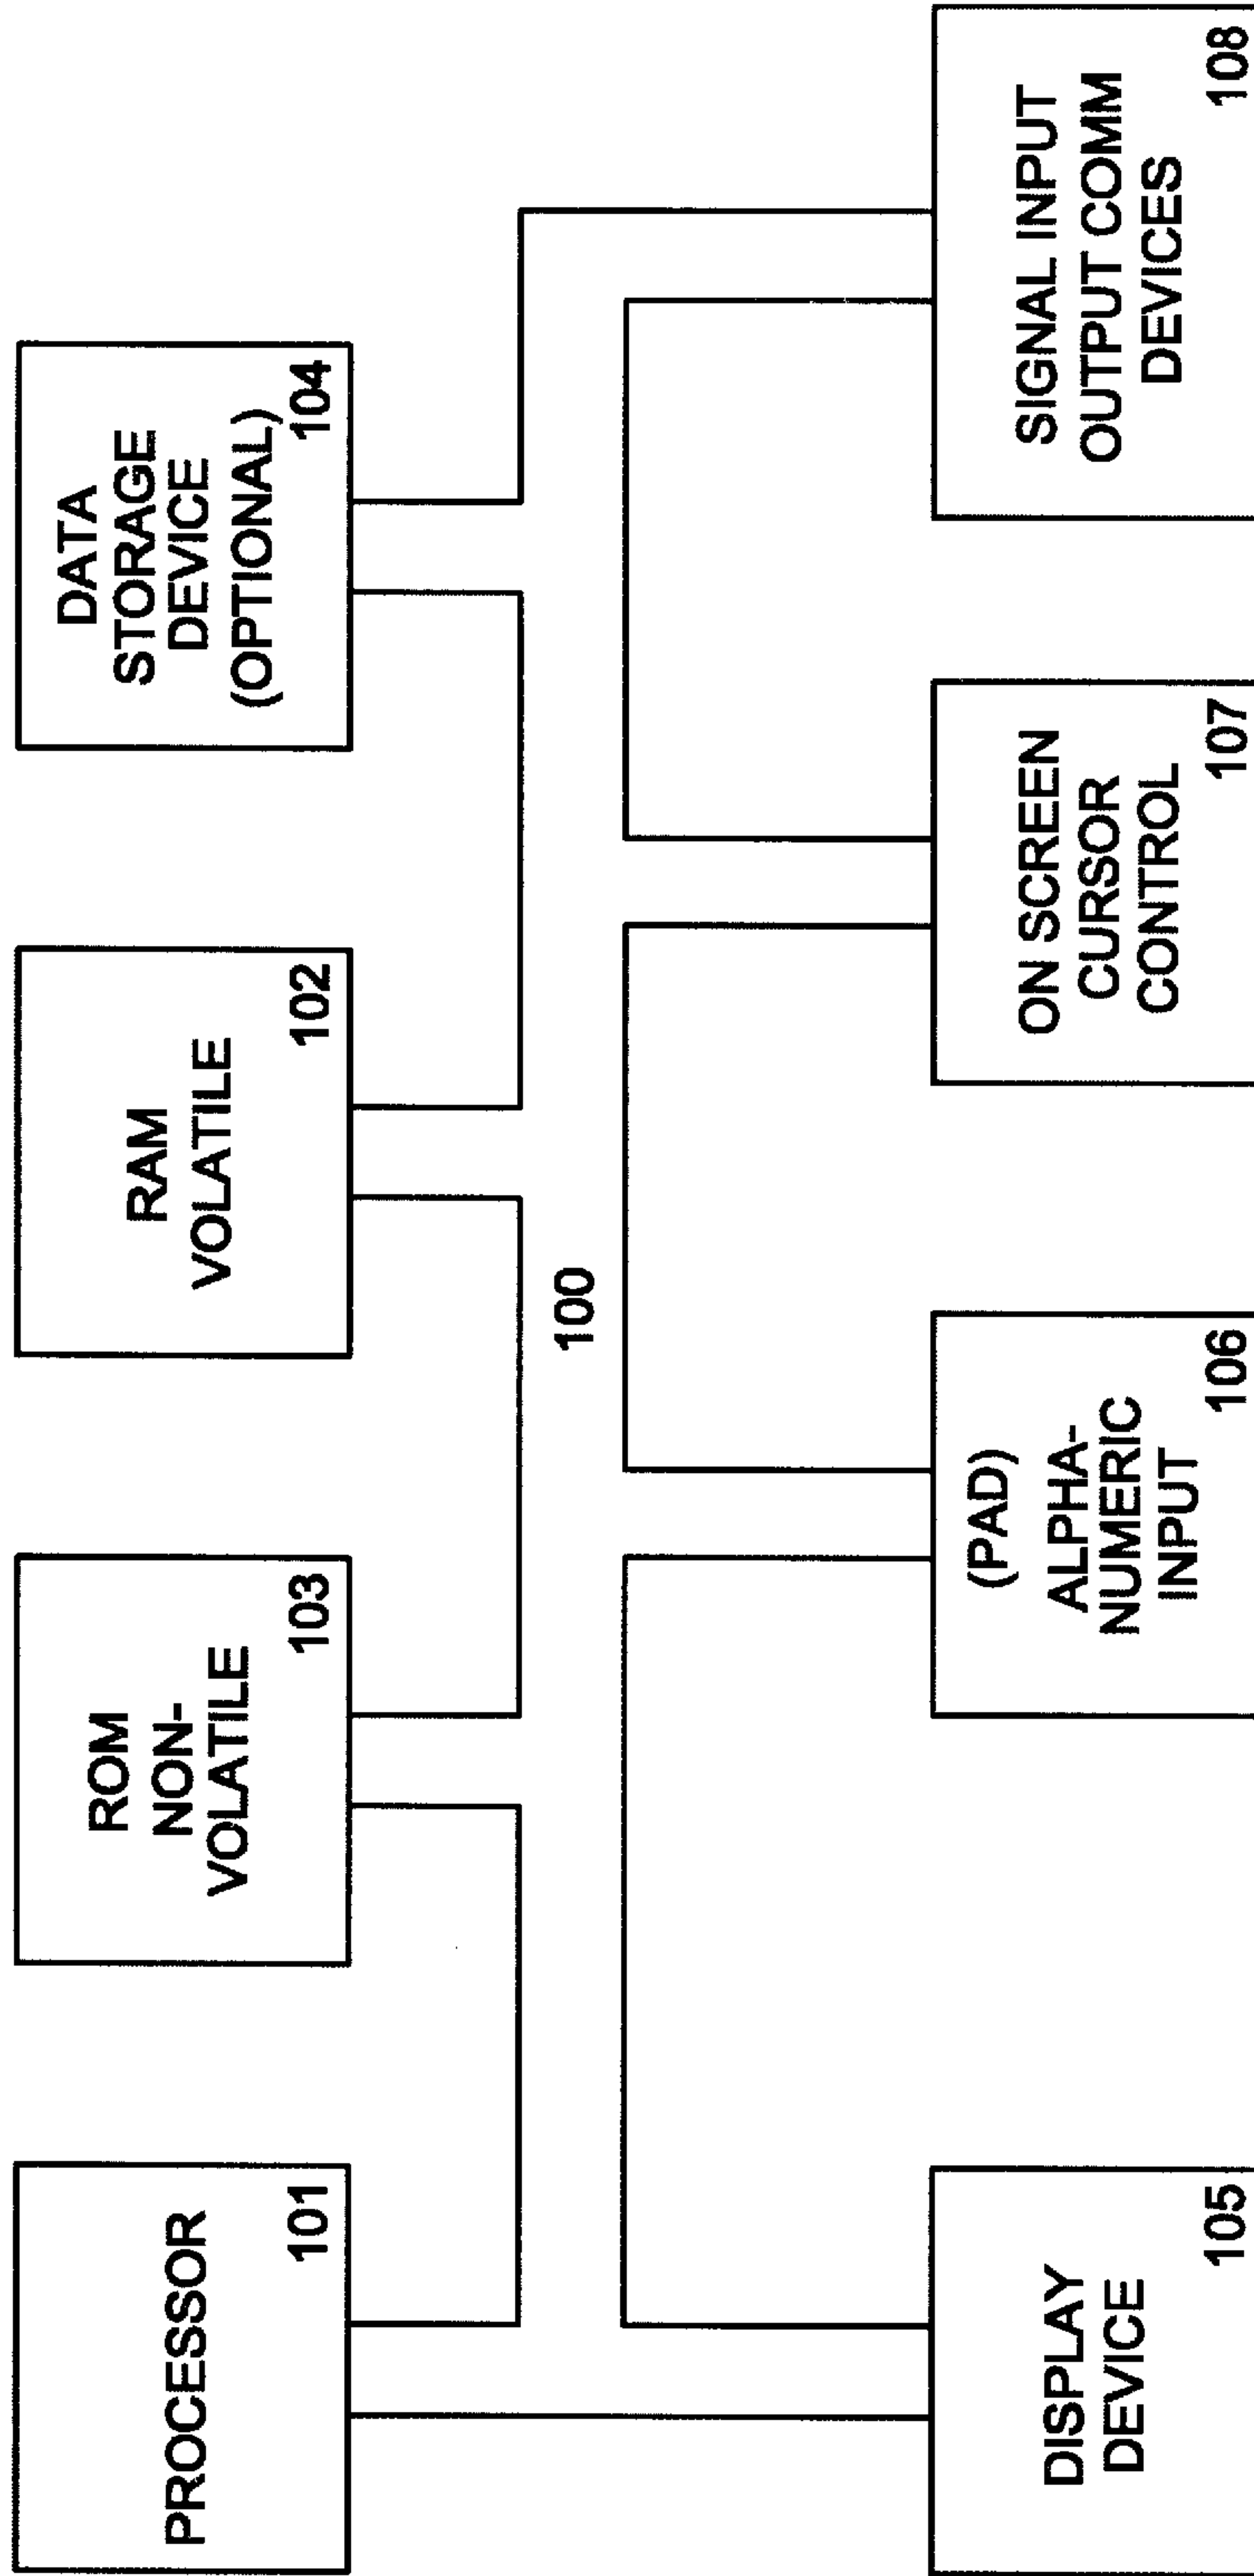 PROCESSOR
101
ROM
NON-
VOLATILE
103
RAM
VOLATILE
102
DATA
STORAGE
DEVICE
(OPTIONAL)
104
100
DISPLAY
DEVICE
105
(PAD)
ALPHA-
NUMERIC
INPUT
106
ON SCREEN
CURSOR
CONTROL
107
SIGNAL INPUT
OUTPUT COMM
DEVICES
108